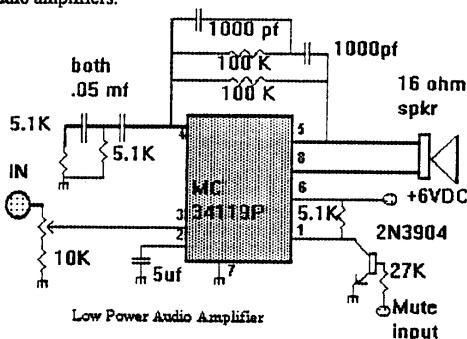 dio amplifiers.
1000 pf
1000pf
100 K
100 K
both
.05 mf
16 ohm
spkr
5.1K
5.1K
4
5
8
IN
MC
34119P
6
+6VDC
5.1K
3
2
1
2N3904
10K
5uf
7
27K
Mute
input
Low Power Audio Amplifier